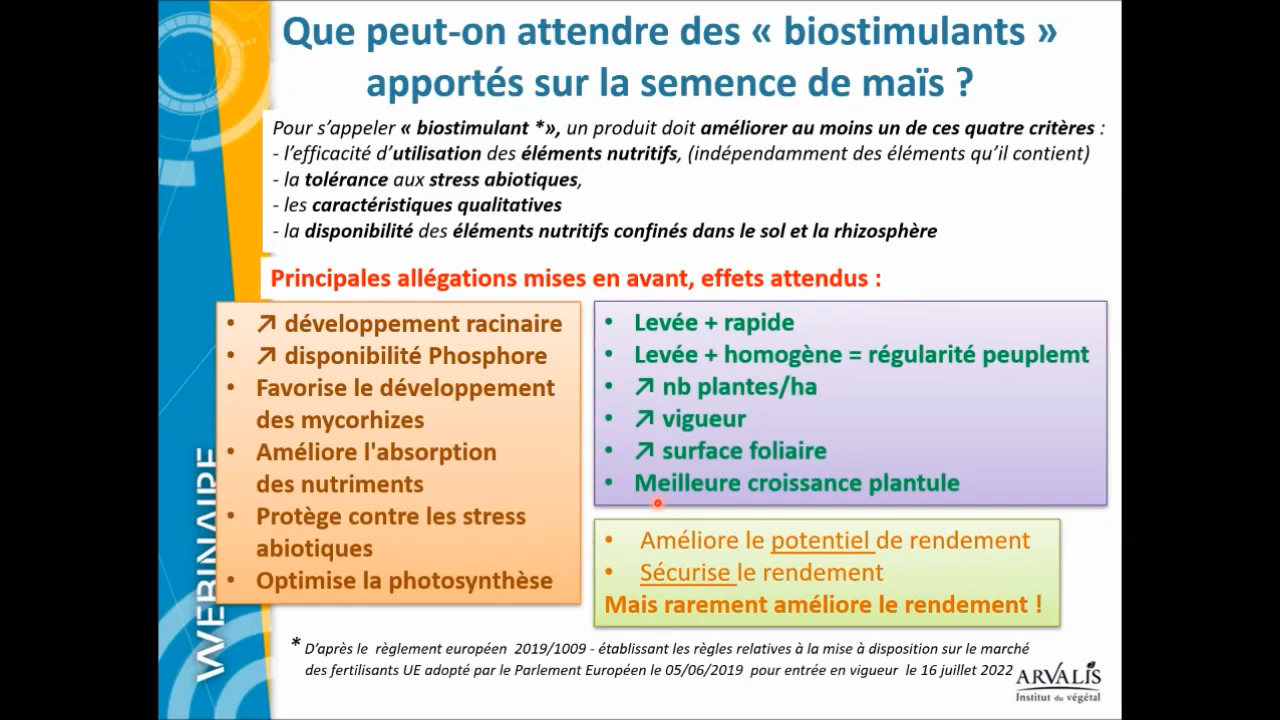 Que peut-on attendre des « biostimulants »
apportés sur la semence de maïs ?
Pour s'appeler « biostimulant *», un produit doit améliorer au moins un de ces quatre critères :
- l'efficacité d'utilisation des éléments nutritifs, (indépendamment des éléments qu'il contient)
- la tolérance aux stress abiotiques,
- les caractéristiques qualitatives
- la disponibilité des éléments nutritifs confinés dans le sol et la rhizosphère
Principales allégations mises en avant, effets attendus :
• ↗ développement racinaire
• ↗ disponibilité Phosphore
• Favorise le développement
des mycorhizes
• Améliore l'absorption
des nutriments
• Protège contre les stress
abiotiques
• Optimise la photosynthèse
• Levée + rapide
• Levée + homogène = régularité peuplemt
• ↗ nb plantes/ha
• ↗ vigueur
• ↗ surface foliaire
• Meilleure croissance plantule
• Améliore le potentiel de rendement
• Sécurise le rendement
Mais rarement améliore le rendement !
* D'après le règlement européen 2019/1009 - établissant les règles relatives à la mise à disposition sur le marché
des fertilisants UE adopté par le Parlement Européen le 05/06/2019 pour entrée en vigueur le 16 juillet 2022
WEBINAIRE
ARVALIS
Institut du végétal